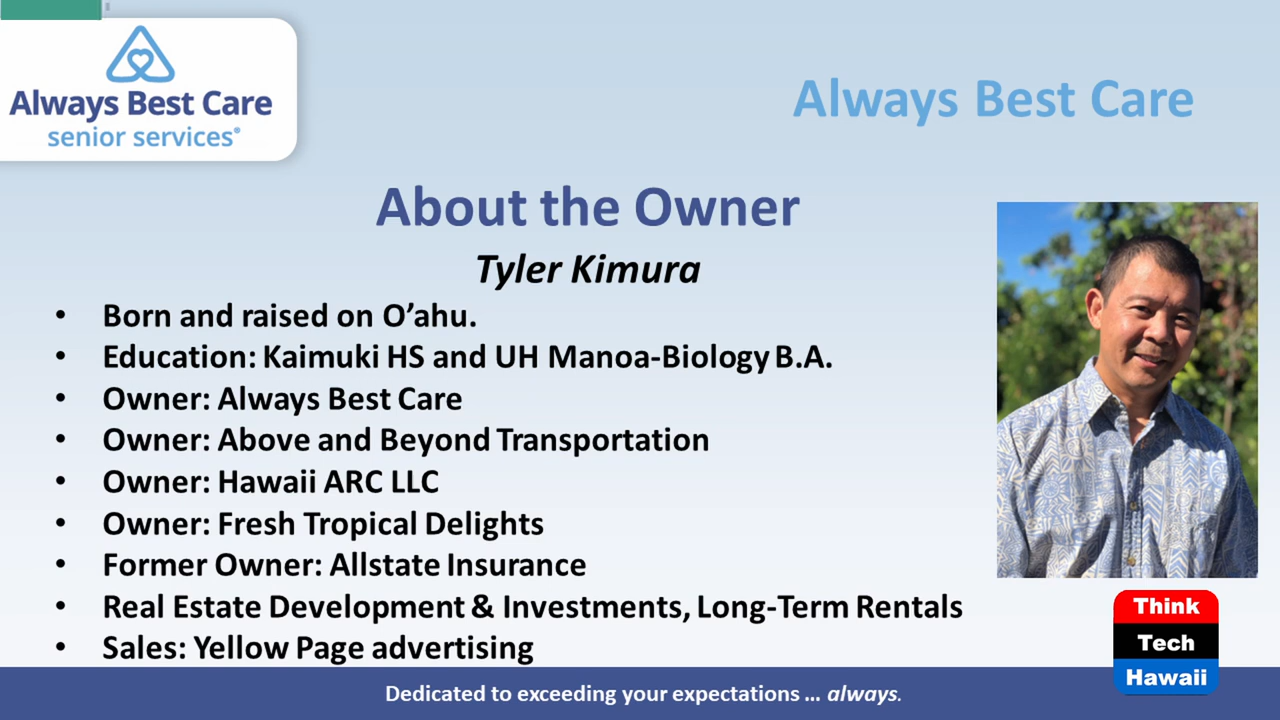 Always Best Care
senior services®
Always Best Care
About the Owner
Tyler Kimura
• Born and raised on O’ahu.
• Education: Kaimuki HS and UH Manoa-Biology B.A.
• Owner: Always Best Care
• Owner: Above and Beyond Transportation
• Owner: Hawaii ARC LLC
• Owner: Fresh Tropical Delights
• Former Owner: Allstate Insurance
• Real Estate Development & Investments, Long-Term Rentals
• Sales: Yellow Page advertising
Think
Tech
Hawaii
Dedicated to exceeding your expectations ... always.